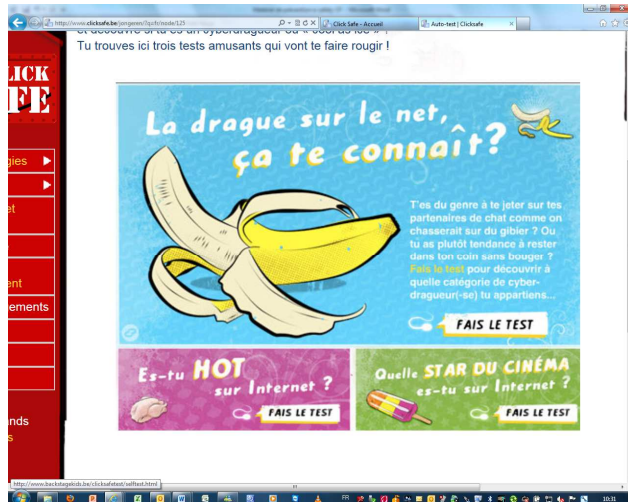 http://www.clicksafe.be/jongeren/?q=fr/node/125
Click Safe - Accueil
Auto-test | Clicksafe
Tu trouves ici trois tests amusants qui vont te faire rougir !
LICK
FE
gies
et
ent
ements
nds
s
La drague sur le net,
ça te connaît?
T'es du genre à te jeter sur tes
partenaires de chat comme on
chasserait sur du gibier ? Ou
tu as plutôt tendance à rester
dans ton coin sans bouger ?
Fais le test pour découvrir à
quelle catégorie de cyber-
dragueur(-se) tu appartiens...
FAIS LE TEST
Es-tu HOT
sur Internet ?
FAIS LE TEST
Quelle STAR DU CINÉMA
es-tu sur Internet ?
FAIS LE TEST
http://www.backstagekids.be/clicksafetest/selftest.html
FR
10:31